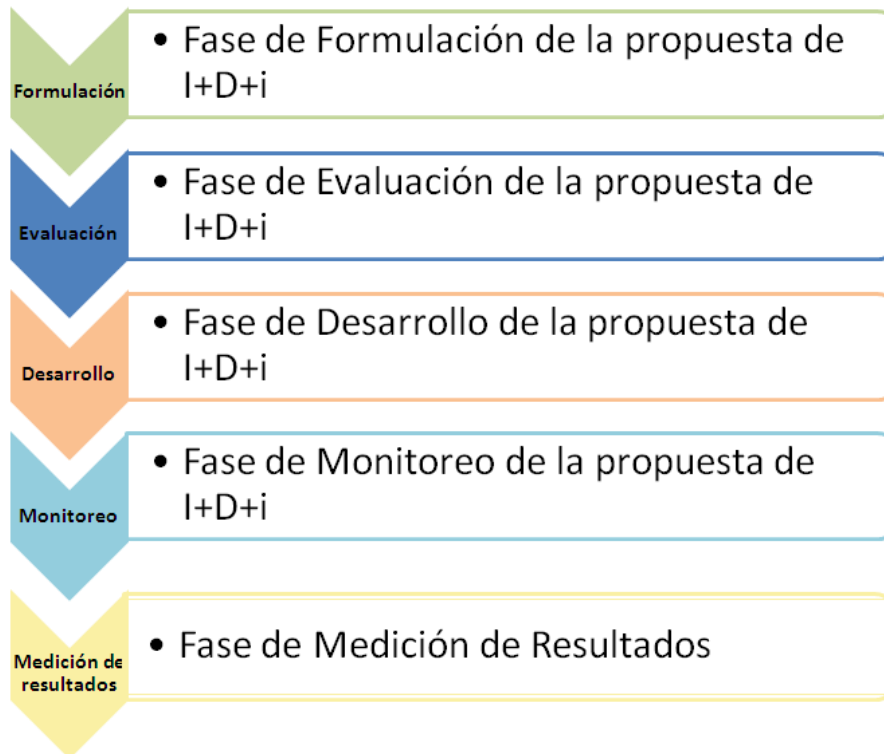 Formulación
• Fase de Formulación de la propuesta de
I+D+i
Evaluación
• Fase de Evaluación de la propuesta de
I+D+i
Desarrollo
• Fase de Desarrollo de la propuesta de
I+D+i
Monitoreo
• Fase de Monitoreo de la propuesta de
I+D+i
Medición de
resultados
• Fase de Medición de Resultados